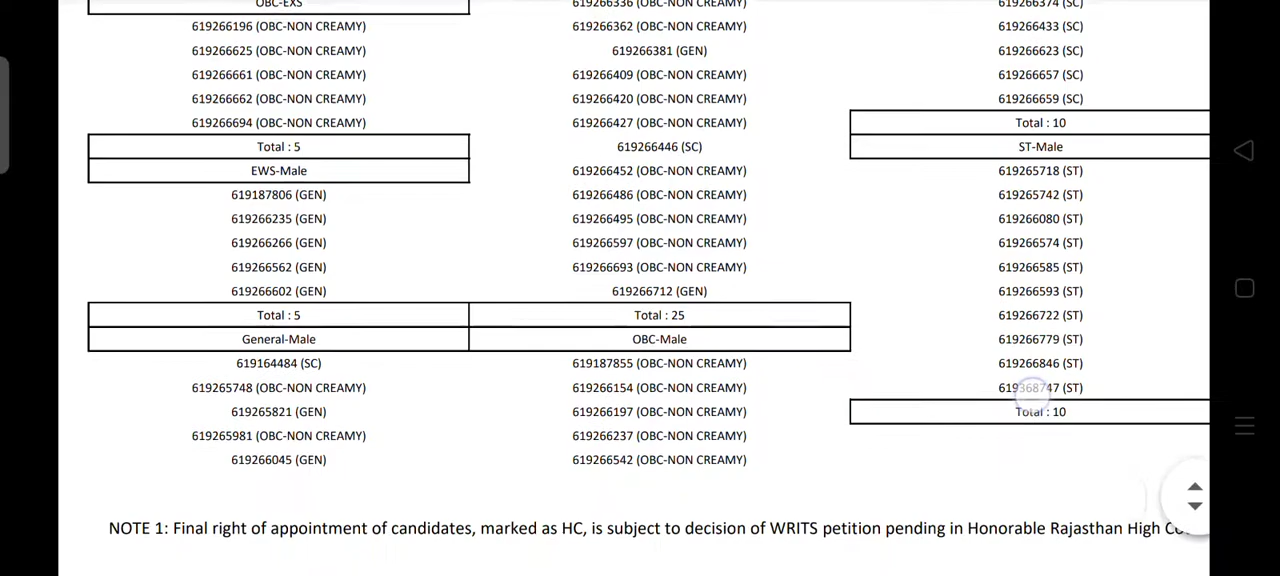 OBC-EXS
619266196 (OBC-NON CREAMY)
619266625 (OBC-NON CREAMY)
619266661 (OBC-NON CREAMY)
619266662 (OBC-NON CREAMY)
619266694 (OBC-NON CREAMY)
Total : 5
EWS-Male
619187806 (GEN)
619266235 (GEN)
619266266 (GEN)
619266562 (GEN)
619266602 (GEN)
Total : 5
General-Male
619164484 (SC)
619265748 (OBC-NON CREAMY)
619265821 (GEN)
619265981 (OBC-NON CREAMY)
619266045 (GEN)
619266336 (OBC-NON CREAMY)
619266362 (OBC-NON CREAMY)
619266381 (GEN)
619266409 (OBC-NON CREAMY)
619266420 (OBC-NON CREAMY)
619266427 (OBC-NON CREAMY)
619266446 (SC)
619266452 (OBC-NON CREAMY)
619266486 (OBC-NON CREAMY)
619266495 (OBC-NON CREAMY)
619266597 (OBC-NON CREAMY)
619266693 (OBC-NON CREAMY)
619266712 (GEN)
Total : 25
OBC-Male
619187855 (OBC-NON CREAMY)
619266154 (OBC-NON CREAMY)
619266197 (OBC-NON CREAMY)
619266237 (OBC-NON CREAMY)
619266542 (OBC-NON CREAMY)
619266374 (SC)
619266433 (SC)
619266623 (SC)
619266657 (SC)
619266659 (SC)
Total : 10
ST-Male
619265718 (ST)
619265742 (ST)
619266080 (ST)
619266574 (ST)
619266585 (ST)
619266593 (ST)
619266722 (ST)
619266779 (ST)
619266846 (ST)
619368747 (ST)
Total : 10
NOTE 1: Final right of appointment of candidates, marked as HC, is subject to decision of WRITS petition pending in Honorable Rajasthan High